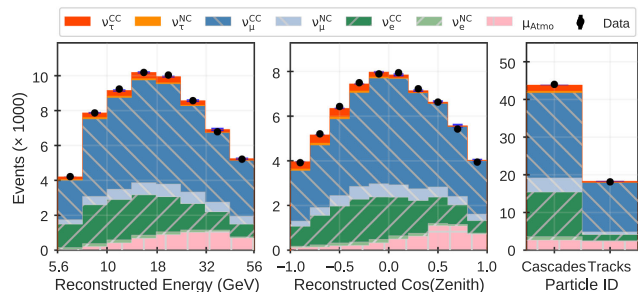 ν_τ^CC ν_τ^NC ν_μ^CC ν_μ^NC ν_e^CC ν_e^NC μ_Atmo Data
Events (× 1000)
10
8
6
4
2
0
5.6 10 18 32 56
Reconstructed Energy (GeV)
8
6
4
2
0
−1.0 −0.5 0.0 0.5 1.0
Reconstructed Cos(Zenith)
50
40
30
20
10
0
Cascades Tracks
Particle ID